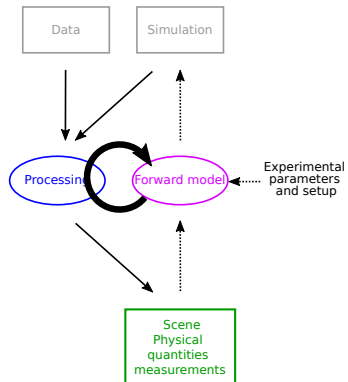 Data
Simulation
Processing
Forward model
Experimental
parameters
and setup
Scene
Physical
quantities
measurements